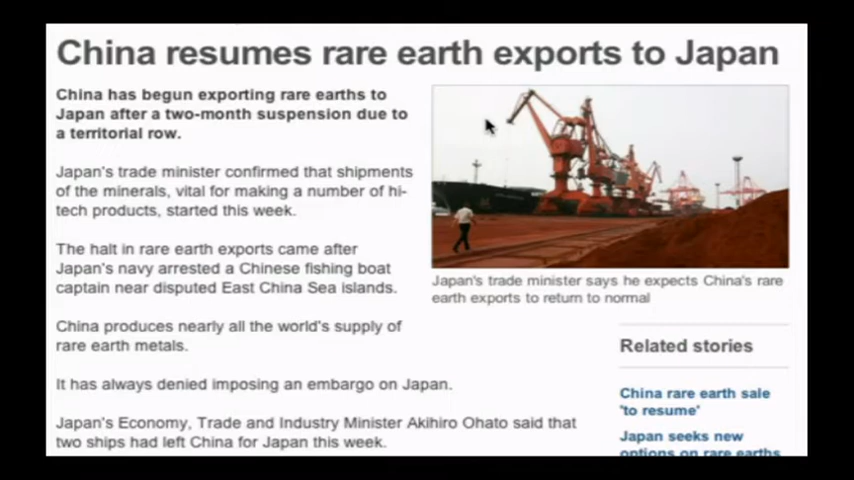 China resumes rare earth exports to Japan
China has begun exporting rare earths to
Japan after a two-month suspension due to
a territorial row.
Japan's trade minister confirmed that shipments
of the minerals, vital for making a number of hi-
tech products, started this week.
The halt in rare earth exports came after
Japan's navy arrested a Chinese fishing boat
captain near disputed East China Sea islands.
China produces nearly all the world's supply of
rare earth metals.
It has always denied imposing an embargo on Japan.
Japan's Economy, Trade and Industry Minister Akihiro Ohato said that
two ships had left China for Japan this week.
Japan's trade minister says he expects China's rare
earth exports to return to normal
Related stories
China rare earth sale
'to resume'
Japan seeks new
options on rare earths